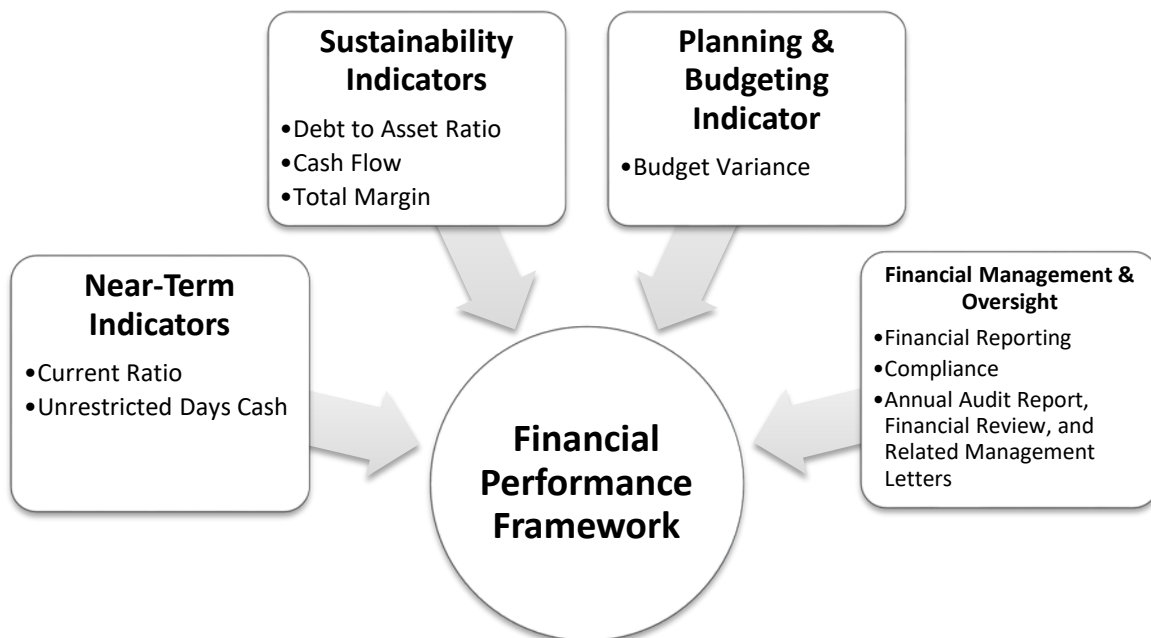 Sustainability
Indicators
•Debt to Asset Ratio
•Cash Flow
•Total Margin
Planning &
Budgeting
Indicator
•Budget Variance
Near-Term
Indicators
•Current Ratio
•Unrestricted Days Cash
Financial Management &
Oversight
•Financial Reporting
•Compliance
•Annual Audit Report,
Financial Review, and
Related Management
Letters
Financial
Performance
Framework